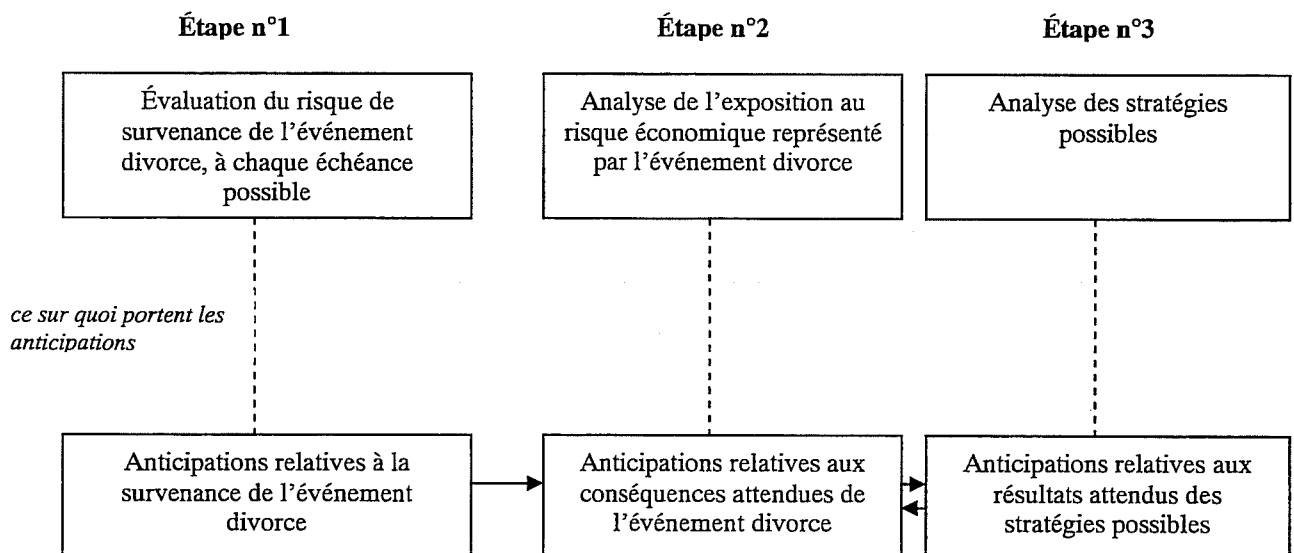 Étape n°1
Étape n°2
Étape n°3
Évaluation du risque de
survenance de l'événement
divorce, à chaque échéance
possible
Analyse de l'exposition au
risque économique représenté
par l'événement divorce
Analyse des stratégies
possibles
ce sur quoi portent les
anticipations
Anticipations relatives à la
survenance de l'événement
divorce
Anticipations relatives aux
conséquences attendues de
l'événement divorce
Anticipations relatives aux
résultats attendus des
stratégies possibles